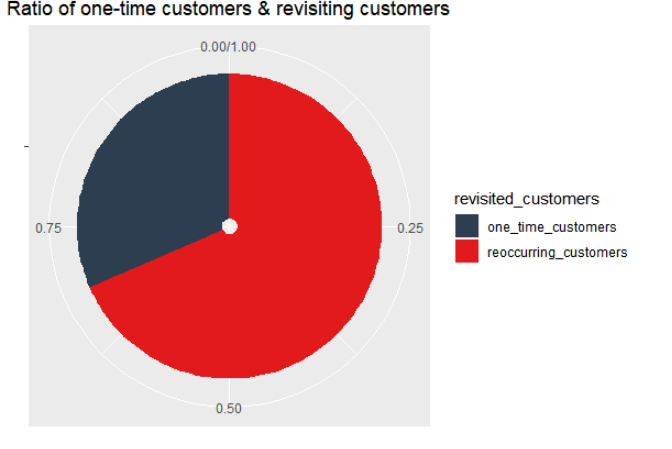 Ratio of one-time customers & revisiting customers
0.00/1.00
0.75
0.25
0.50
revisited_customers
one_time_customers
reoccurring_customers